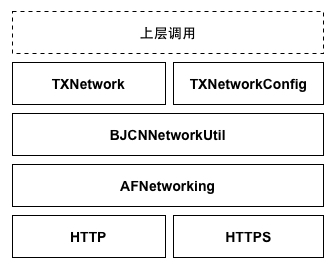 上层调用
TXNetwork
TXNetworkConfig
BJCNNetworkUtil
AFNetworking
HTTP
HTTPS